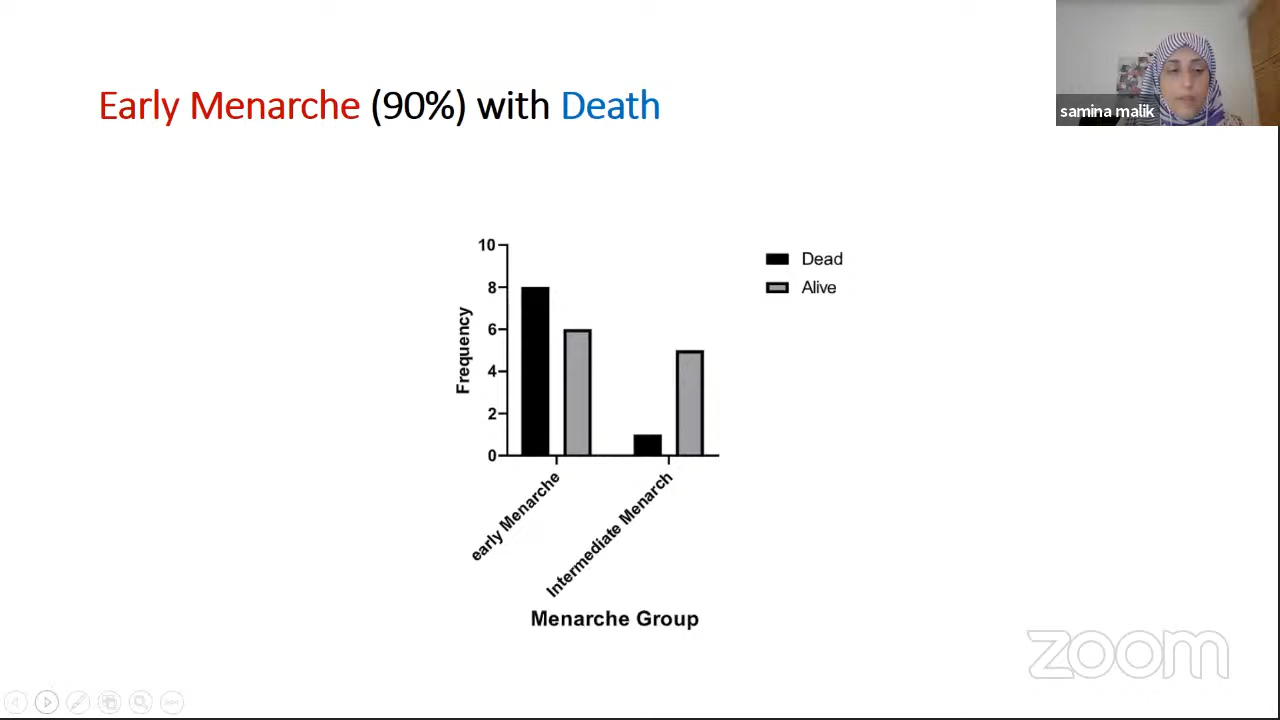 Early Menarche (90%) with Death
samina malik
10
8
6
4
2
0
Frequency
Dead
Alive
early Menarche
Intermediate Menarch
Menarche Group
zoom